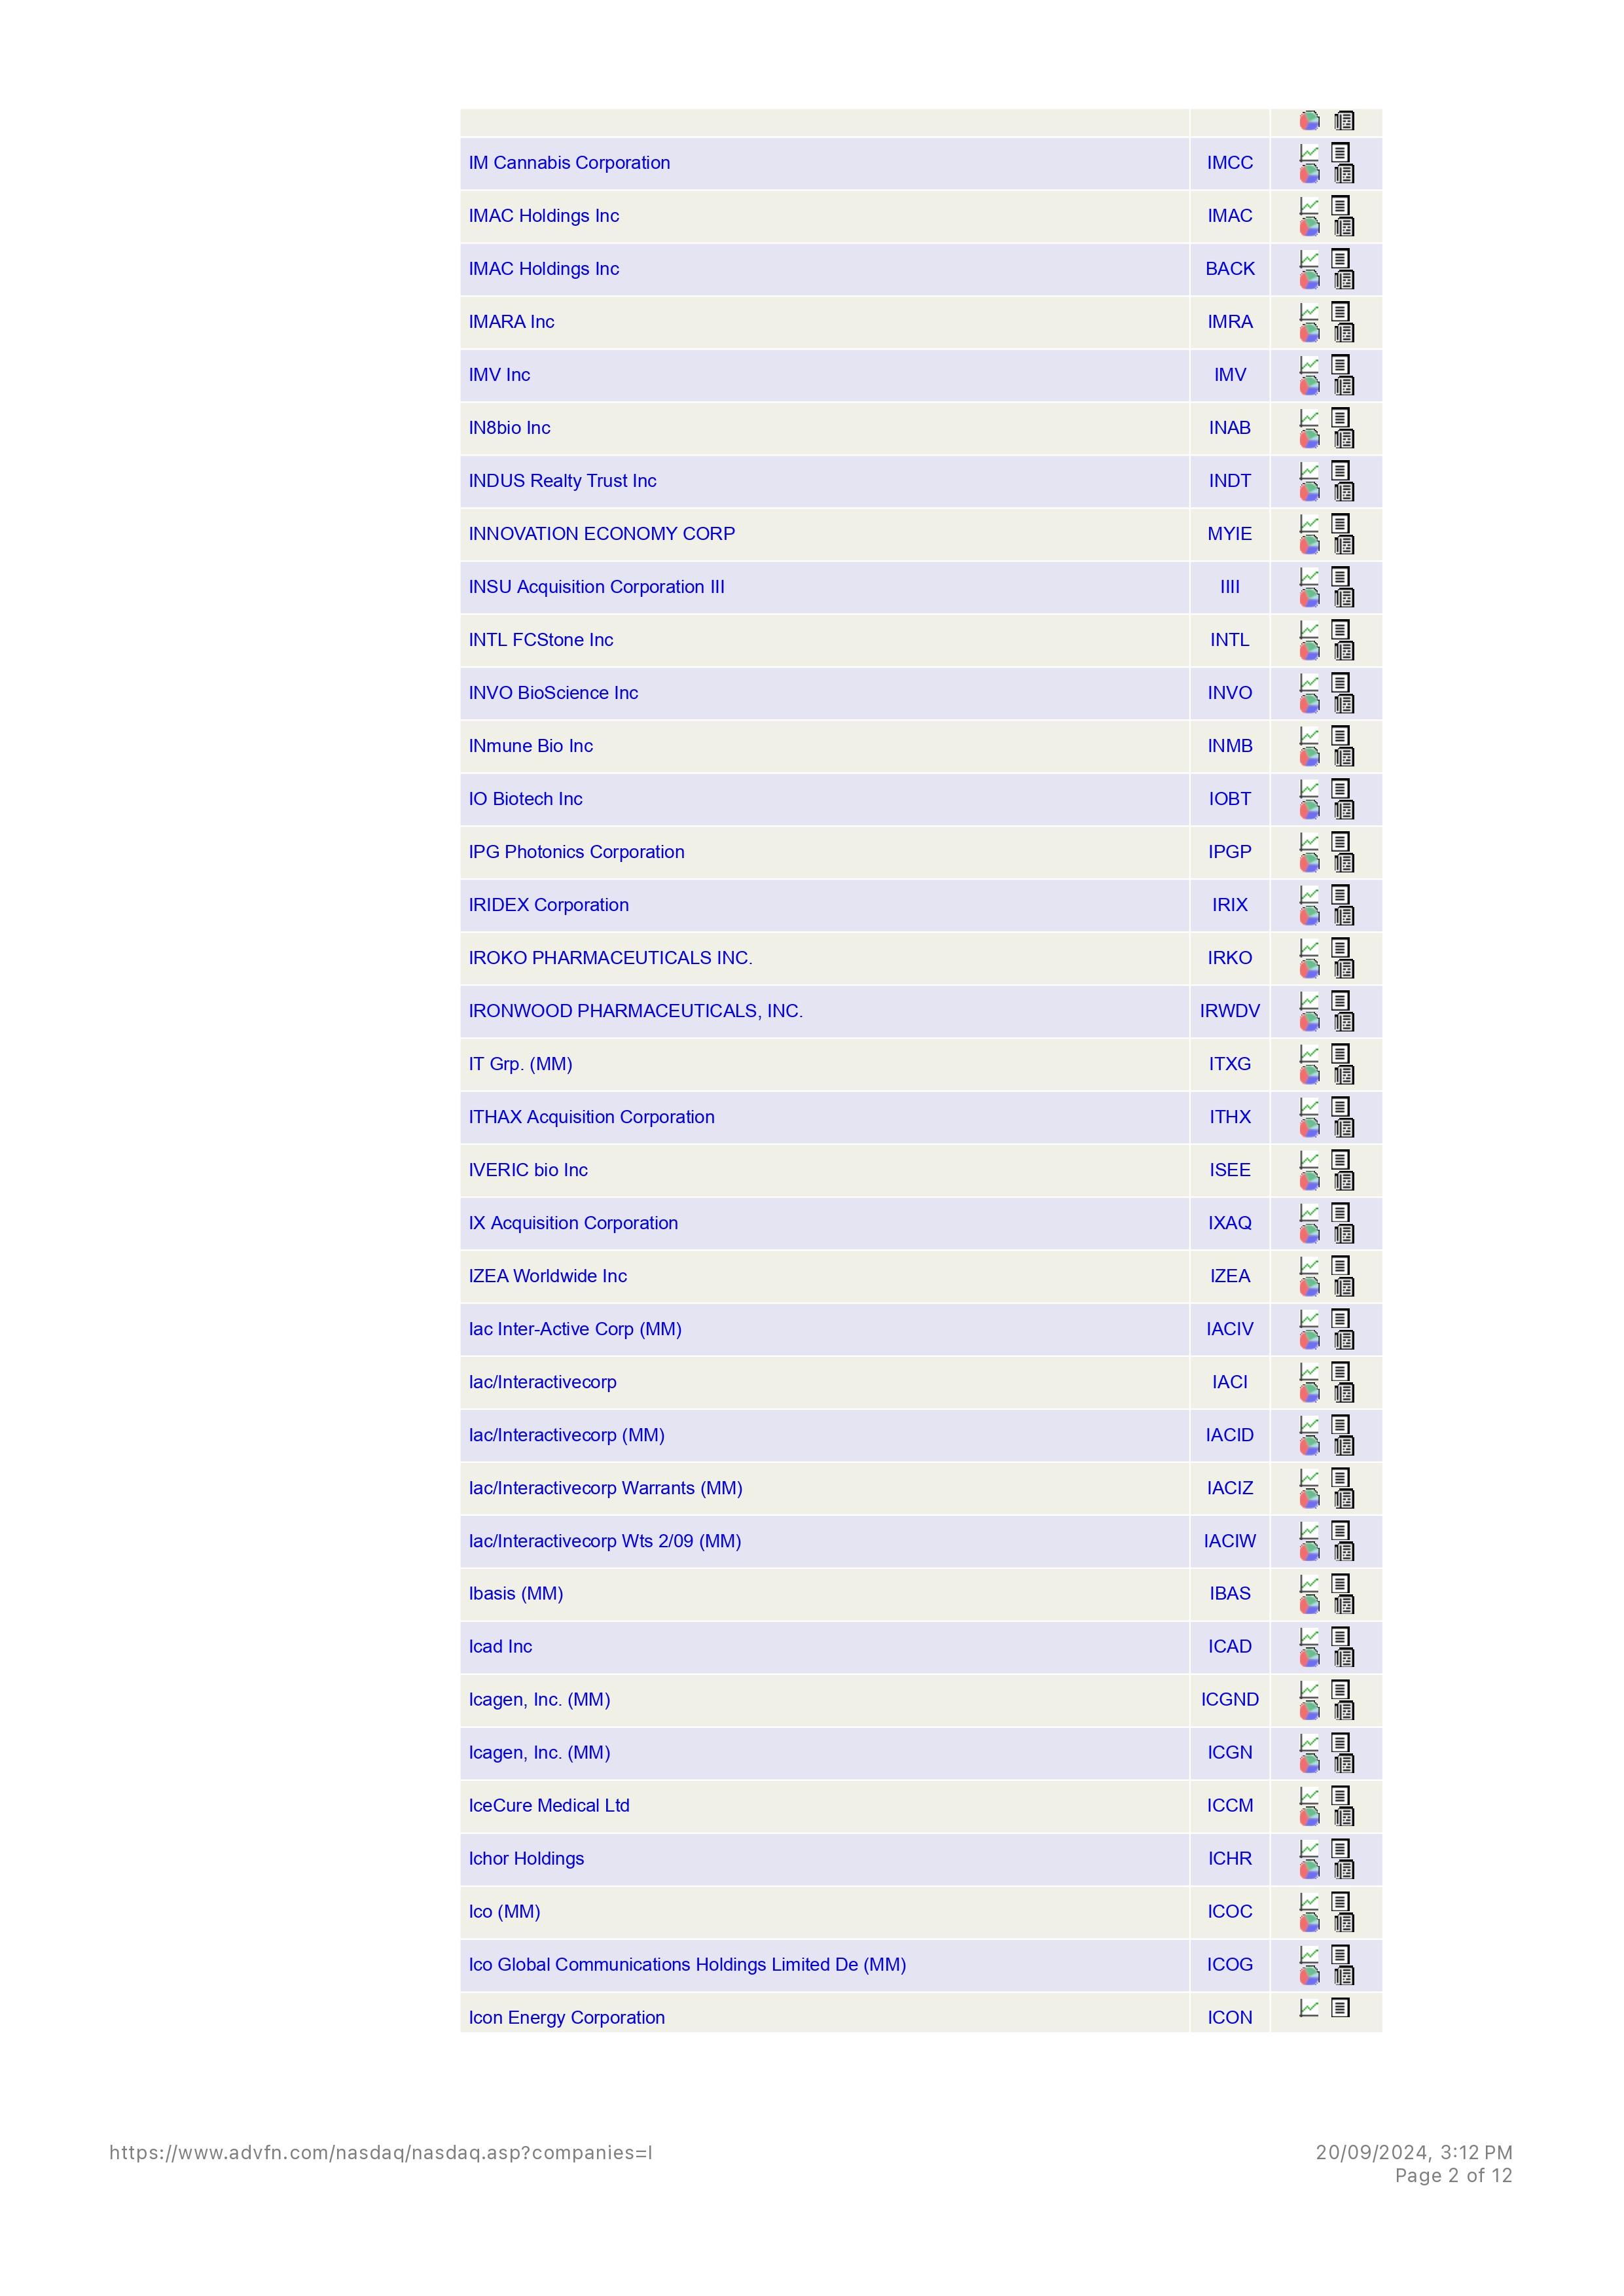 IM Cannabis Corporation IMCC
IMAC Holdings Inc IMAC
IMAC Holdings Inc BACK
IMARA Inc IMRA
IMV Inc IMV
IN8bio Inc INAB
INDUS Realty Trust Inc INDT
INNOVATION ECONOMY CORP MYIE
INSU Acquisition Corporation III IIII
INTL FCStone Inc INTL
INVO BioScience Inc INVO
INmune Bio Inc INMB
IO Biotech Inc IOBT
IPG Photonics Corporation IPGP
IRIDEX Corporation IRIX
IROKO PHARMACEUTICALS INC. IRKO
IRONWOOD PHARMACEUTICALS, INC. IRWDV
IT Grp. (MM) ITXG
ITHAX Acquisition Corporation ITHX
IVERIC bio Inc ISEE
IX Acquisition Corporation IXAQ
IZEA Worldwide Inc IZEA
Iac Inter-Active Corp (MM) IACIV
Iac/Interactivecorp IACI
Iac/Interactivecorp (MM) IACID
Iac/Interactivecorp Warrants (MM) IACIZ
Iac/Interactivecorp Wts 2/09 (MM) IACIW
Ibasis (MM) IBAS
Icad Inc ICAD
Icagen, Inc. (MM) ICGND
Icagen, Inc. (MM) ICGN
IceCure Medical Ltd ICCM
Ichor Holdings ICHR
Ico (MM) ICOC
Ico Global Communications Holdings Limited De (MM) ICOG
Icon Energy Corporation ICON
https://www.advfn.com/nasdaq/nasdaq.asp?companies=I 20/09/2024, 3:12 PM
Page 2 of 12